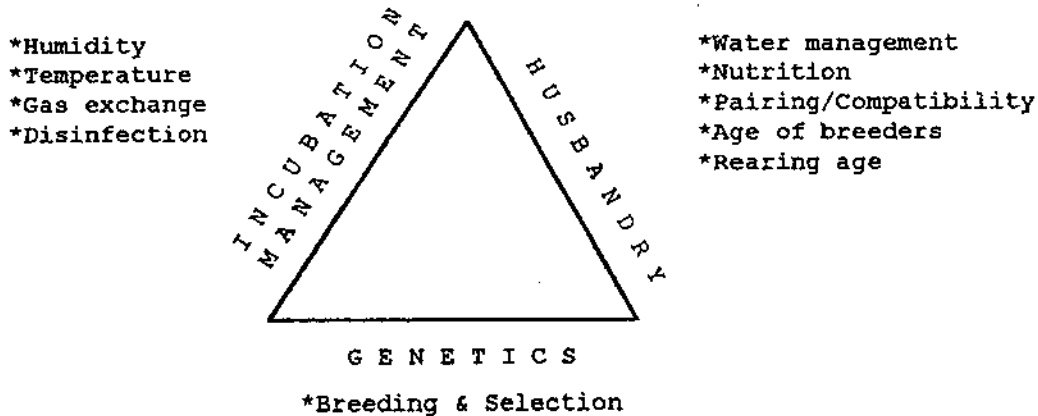 *Humidity
*Temperature
*Gas exchange
*Disinfection
INCUBATION
MANAGEMENT
HUSBANDRY
*Water management
*Nutrition
*Pairing/Compatibility
*Age of breeders
*Rearing age
GENETICS
*Breeding & Selection